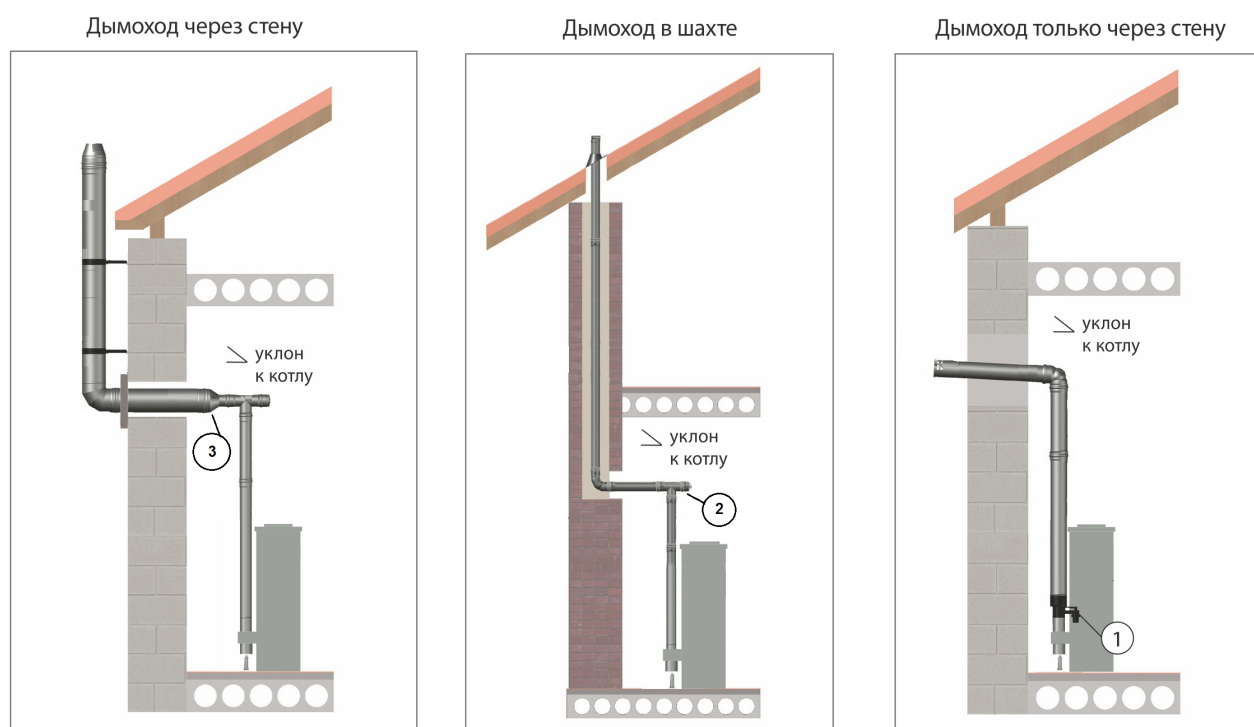 Дымоход через стену
уклон
к котлу
3
Дымоход в шахте
уклон
к котлу
2
Дымоход только через стену
уклон
к котлу
1